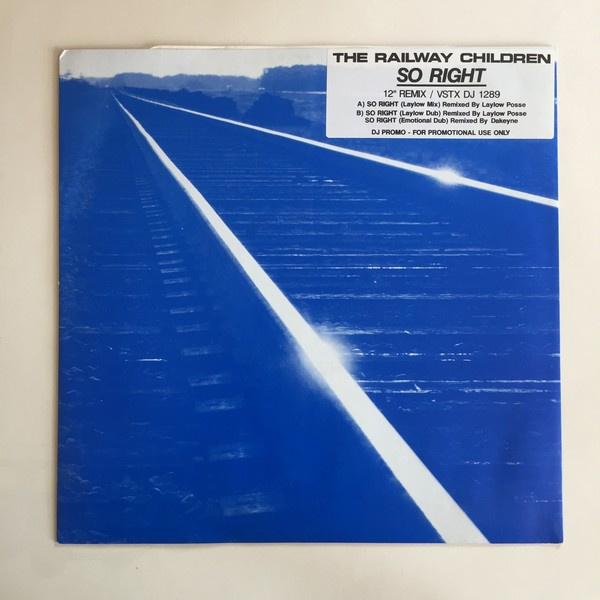 THE RAILWAY CHILDREN
SO RIGHT
12" REMIX / VSTX DJ 1289
A) SO RIGHT (Laylow Mix) Remixed By Laylow Posse
B) SO RIGHT (Laylow Dub) Remixed By Laylow Posse
SO RIGHT (Emotional Dub) Remixed By Dakeyne
DJ PROMO - FOR PROMOTIONAL USE ONLY